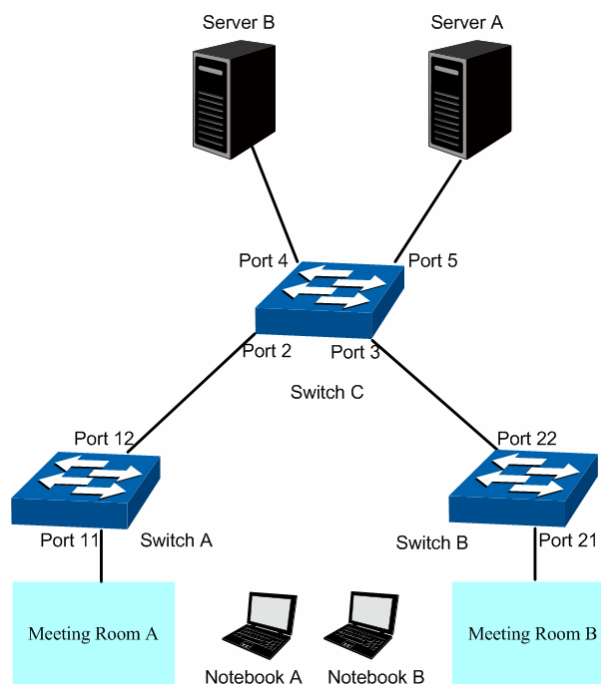 Server B
Server A
Port 4
Port 5
Port 2
Port 3
Switch C
Port 12
Port 22
Port 11
Switch A
Switch B
Port 21
Meeting Room A
Meeting Room B
Notebook A
Notebook B